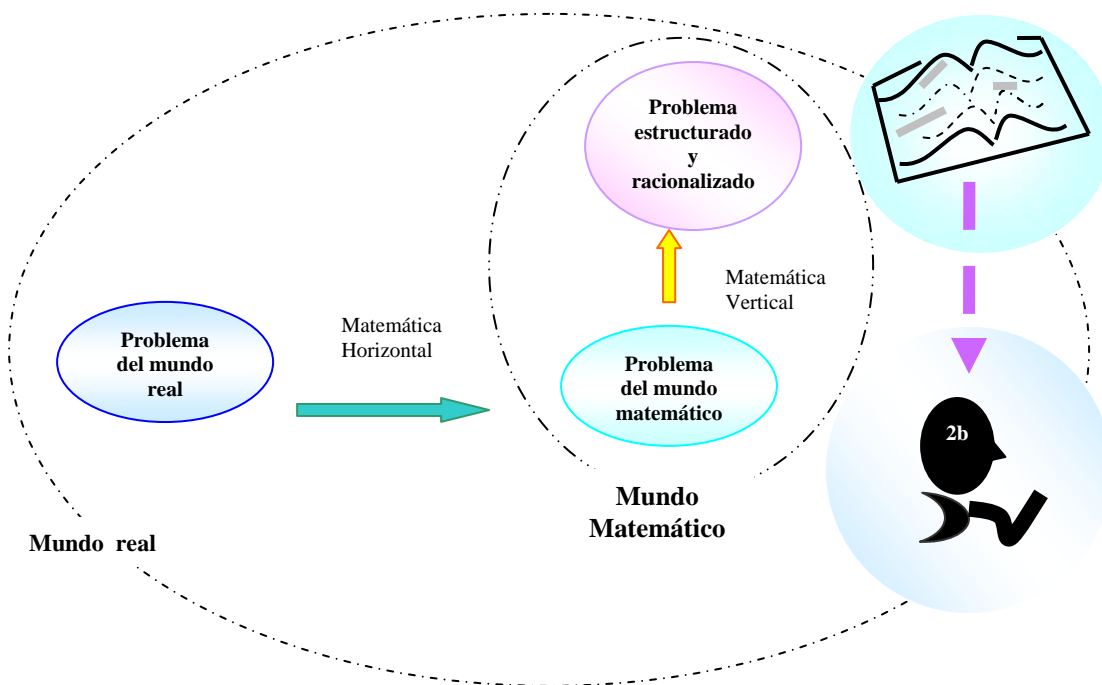 Problema
estructurado
y
racionalizado
Matemática
Vertical
Problema
del mundo
real
Matemática
Horizontal
Problema
del mundo
matemático
2b
Mundo
Matemático
Mundo real